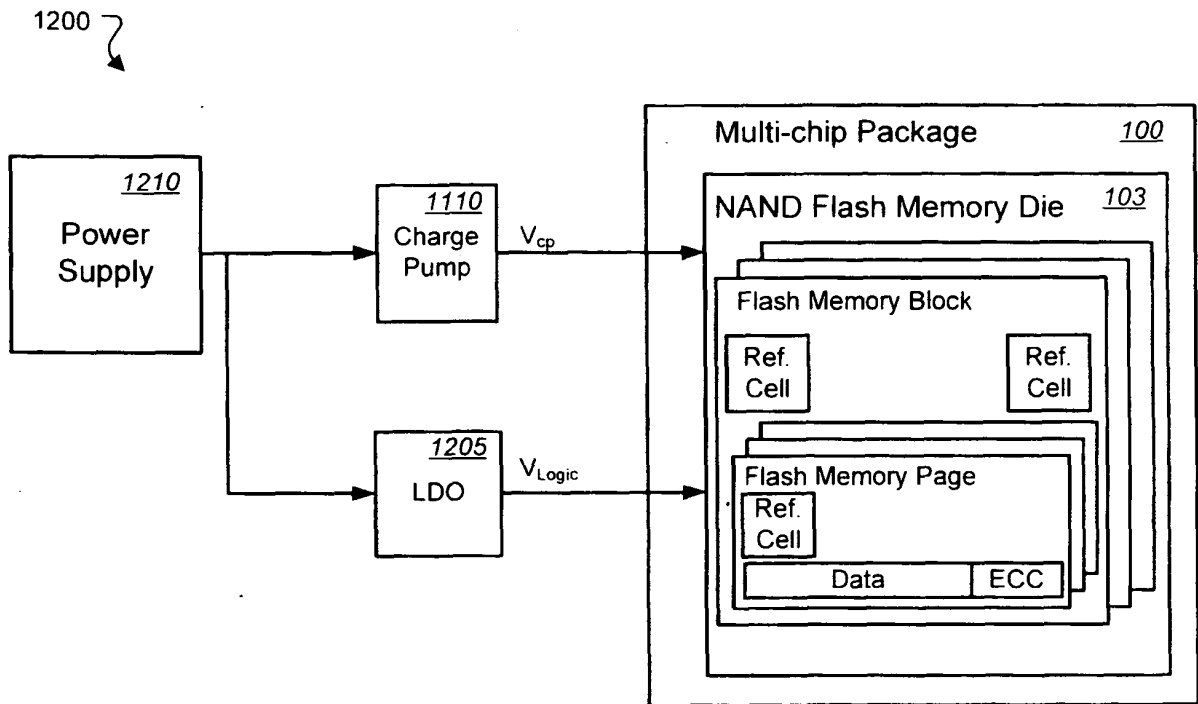 1200
Multi-chip Package 100
1210
Power
Supply
1110
Charge
Pump
Vcp
NAND Flash Memory Die 103
Flash Memory Block
Ref.
Cell
Ref.
Cell
1205
LDO
VLogic
Flash Memory Page
Ref.
Cell
Data
ECC